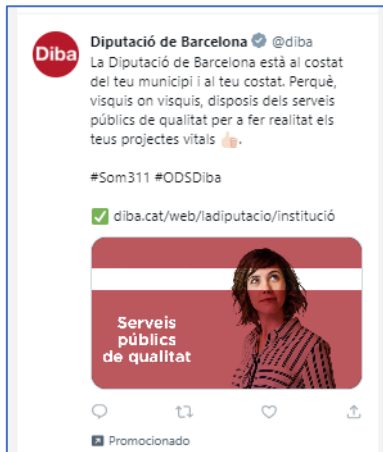 Diba
Diputació de Barcelona @diba
La Diputació de Barcelona està al costat
del teu municipi i al teu costat. Perquè,
visquis on visquis, disposis dels serveis
públics de qualitat per a fer realitat els
teus projectes vitals 👍🏻.
#Som311 #ODSDiba
✅ diba.cat/web/ladiputacio/institució
Serveis
públics
de qualitat
Promocionado